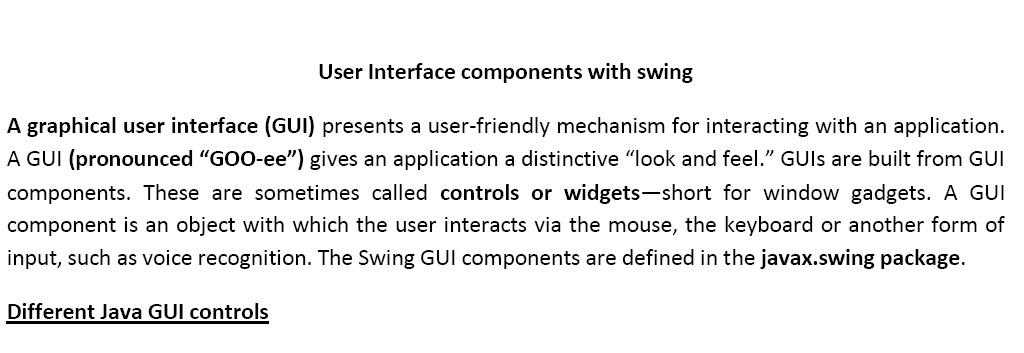 User Interface components with swing
A graphical user interface (GUI) presents a user-friendly mechanism for interacting with an application.
A GUI (pronounced “GOO-ee”) gives an application a distinctive “look and feel.” GUIs are built from GUI
components. These are sometimes called controls or widgets—short for window gadgets. A GUI
component is an object with which the user interacts via the mouse, the keyboard or another form of
input, such as voice recognition. The Swing GUI components are defined in the javax.swing package.
Different Java GUI controls